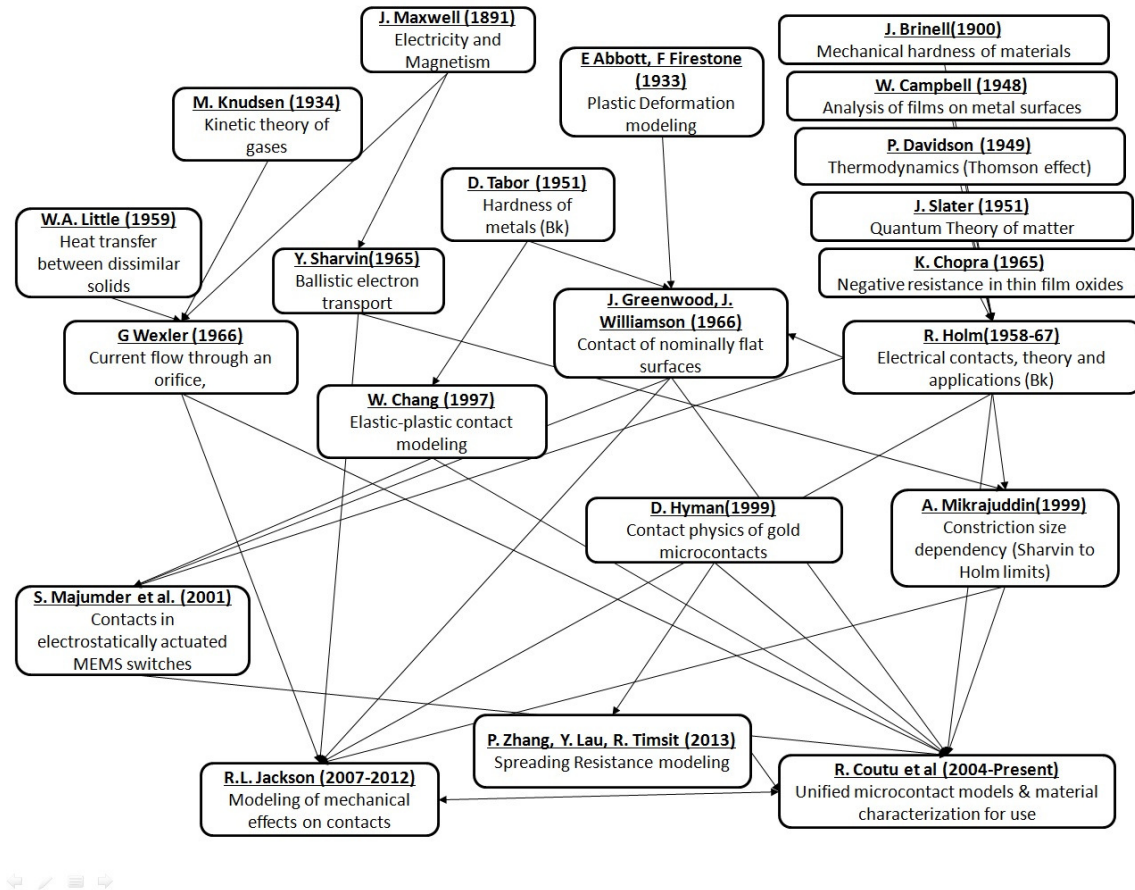 J. Maxwell (1891)
Electricity and
Magnetism
J. Brinell(1900)
Mechanical hardness of materials
E Abbott, F Firestone
(1933)
Plastic Deformation
modeling
W. Campbell (1948)
Analysis of films on metal surfaces
M. Knudsen (1934)
Kinetic theory of
gases
P. Davidson (1949)
Thermodynamics (Thomson effect)
D. Tabor (1951)
Hardness of
metals (Bk)
J. Slater (1951)
Quantum Theory of matter
W.A. Little (1959)
Heat transfer
between dissimilar
solids
Y. Sharvin(1965)
Ballistic electron
transport
K. Chopra (1965)
Negative resistance in thin film oxides
J. Greenwood, J.
Williamson (1966)
Contact of nominally flat
surfaces
G Wexler (1966)
Current flow through an
orifice,
R. Holm(1958-67)
Electrical contacts, theory and
applications (Bk)
W. Chang (1997)
Elastic-plastic contact
modeling
D. Hyman(1999)
Contact physics of gold
microcontacts
A. Mikrajuddin(1999)
Constriction size
dependency (Sharvin to
Holm limits)
S. Majumder et al. (2001)
Contacts in
electrostatically actuated
MEMS switches
P. Zhang, Y. Lau, R. Timsit (2013)
Spreading Resistance modeling
R.L. Jackson (2007-2012)
Modeling of mechanical
effects on contacts
R. Coutu et al (2004-Present)
Unified microcontact models & material
characterization for use